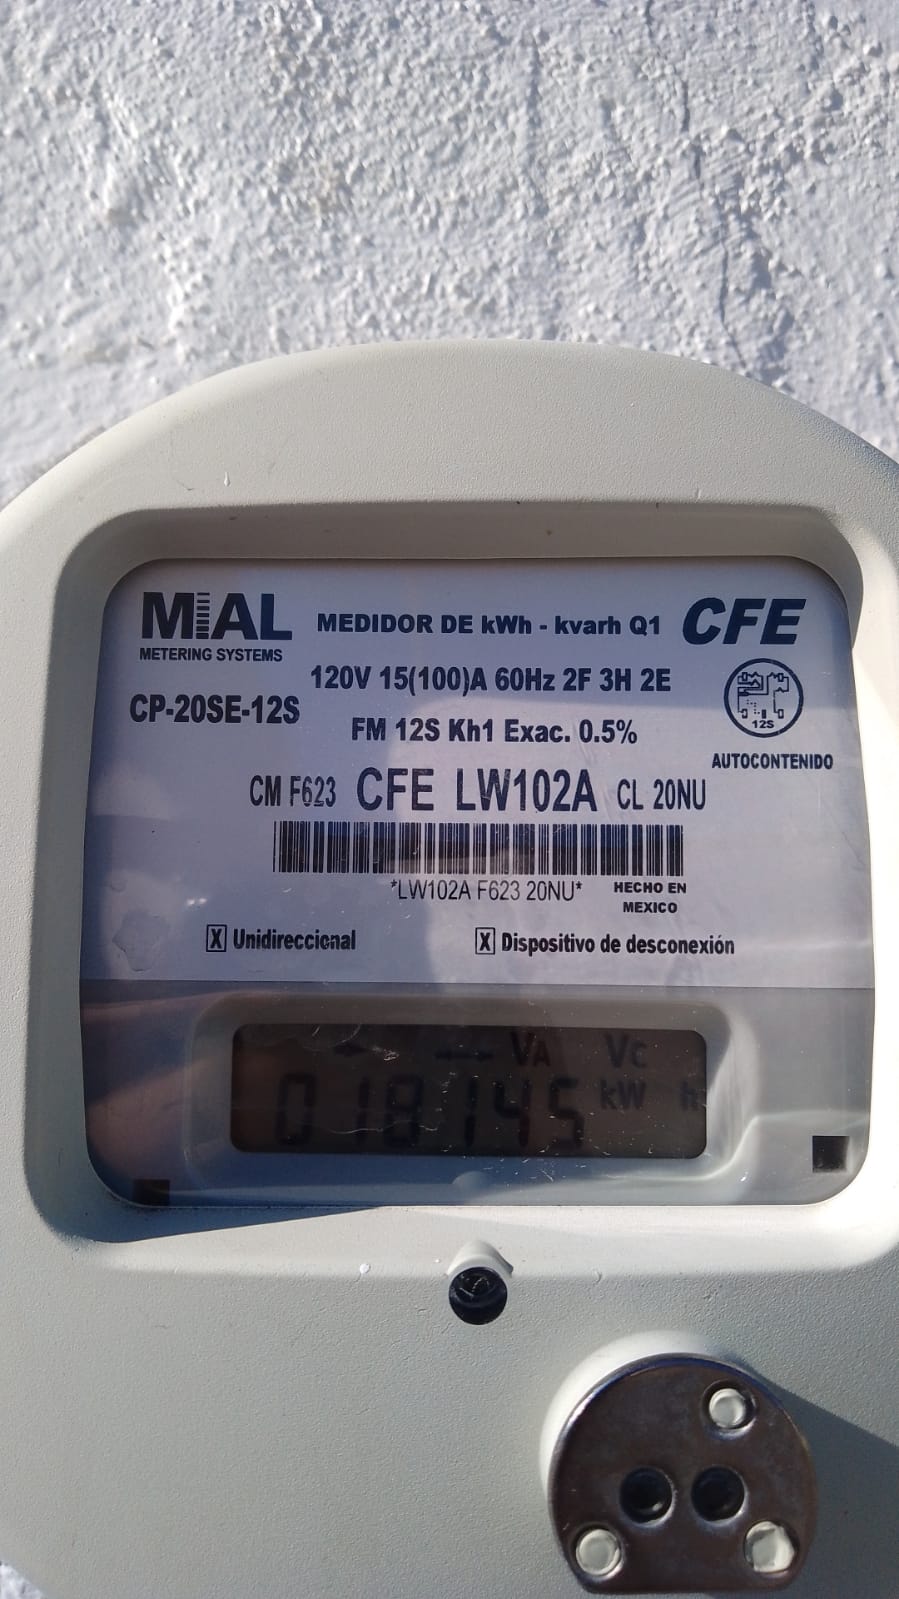 MIAL
METERING SYSTEMS
MEDIDOR DE kWh - kvarh Q1
CFE
120V 15(100)A 60Hz 2F 3H 2E
CP-20SE-12S
FM 12S Kh1 Exac. 0.5%
12S
AUTOCONTENIDO
CM F623 CFE LW102A CL 20NU
*LW102A F623 20NU*
HECHO EN
MEXICO
X Unidireccional
X Dispositivo de desconexión
VA VC
018145 kW h